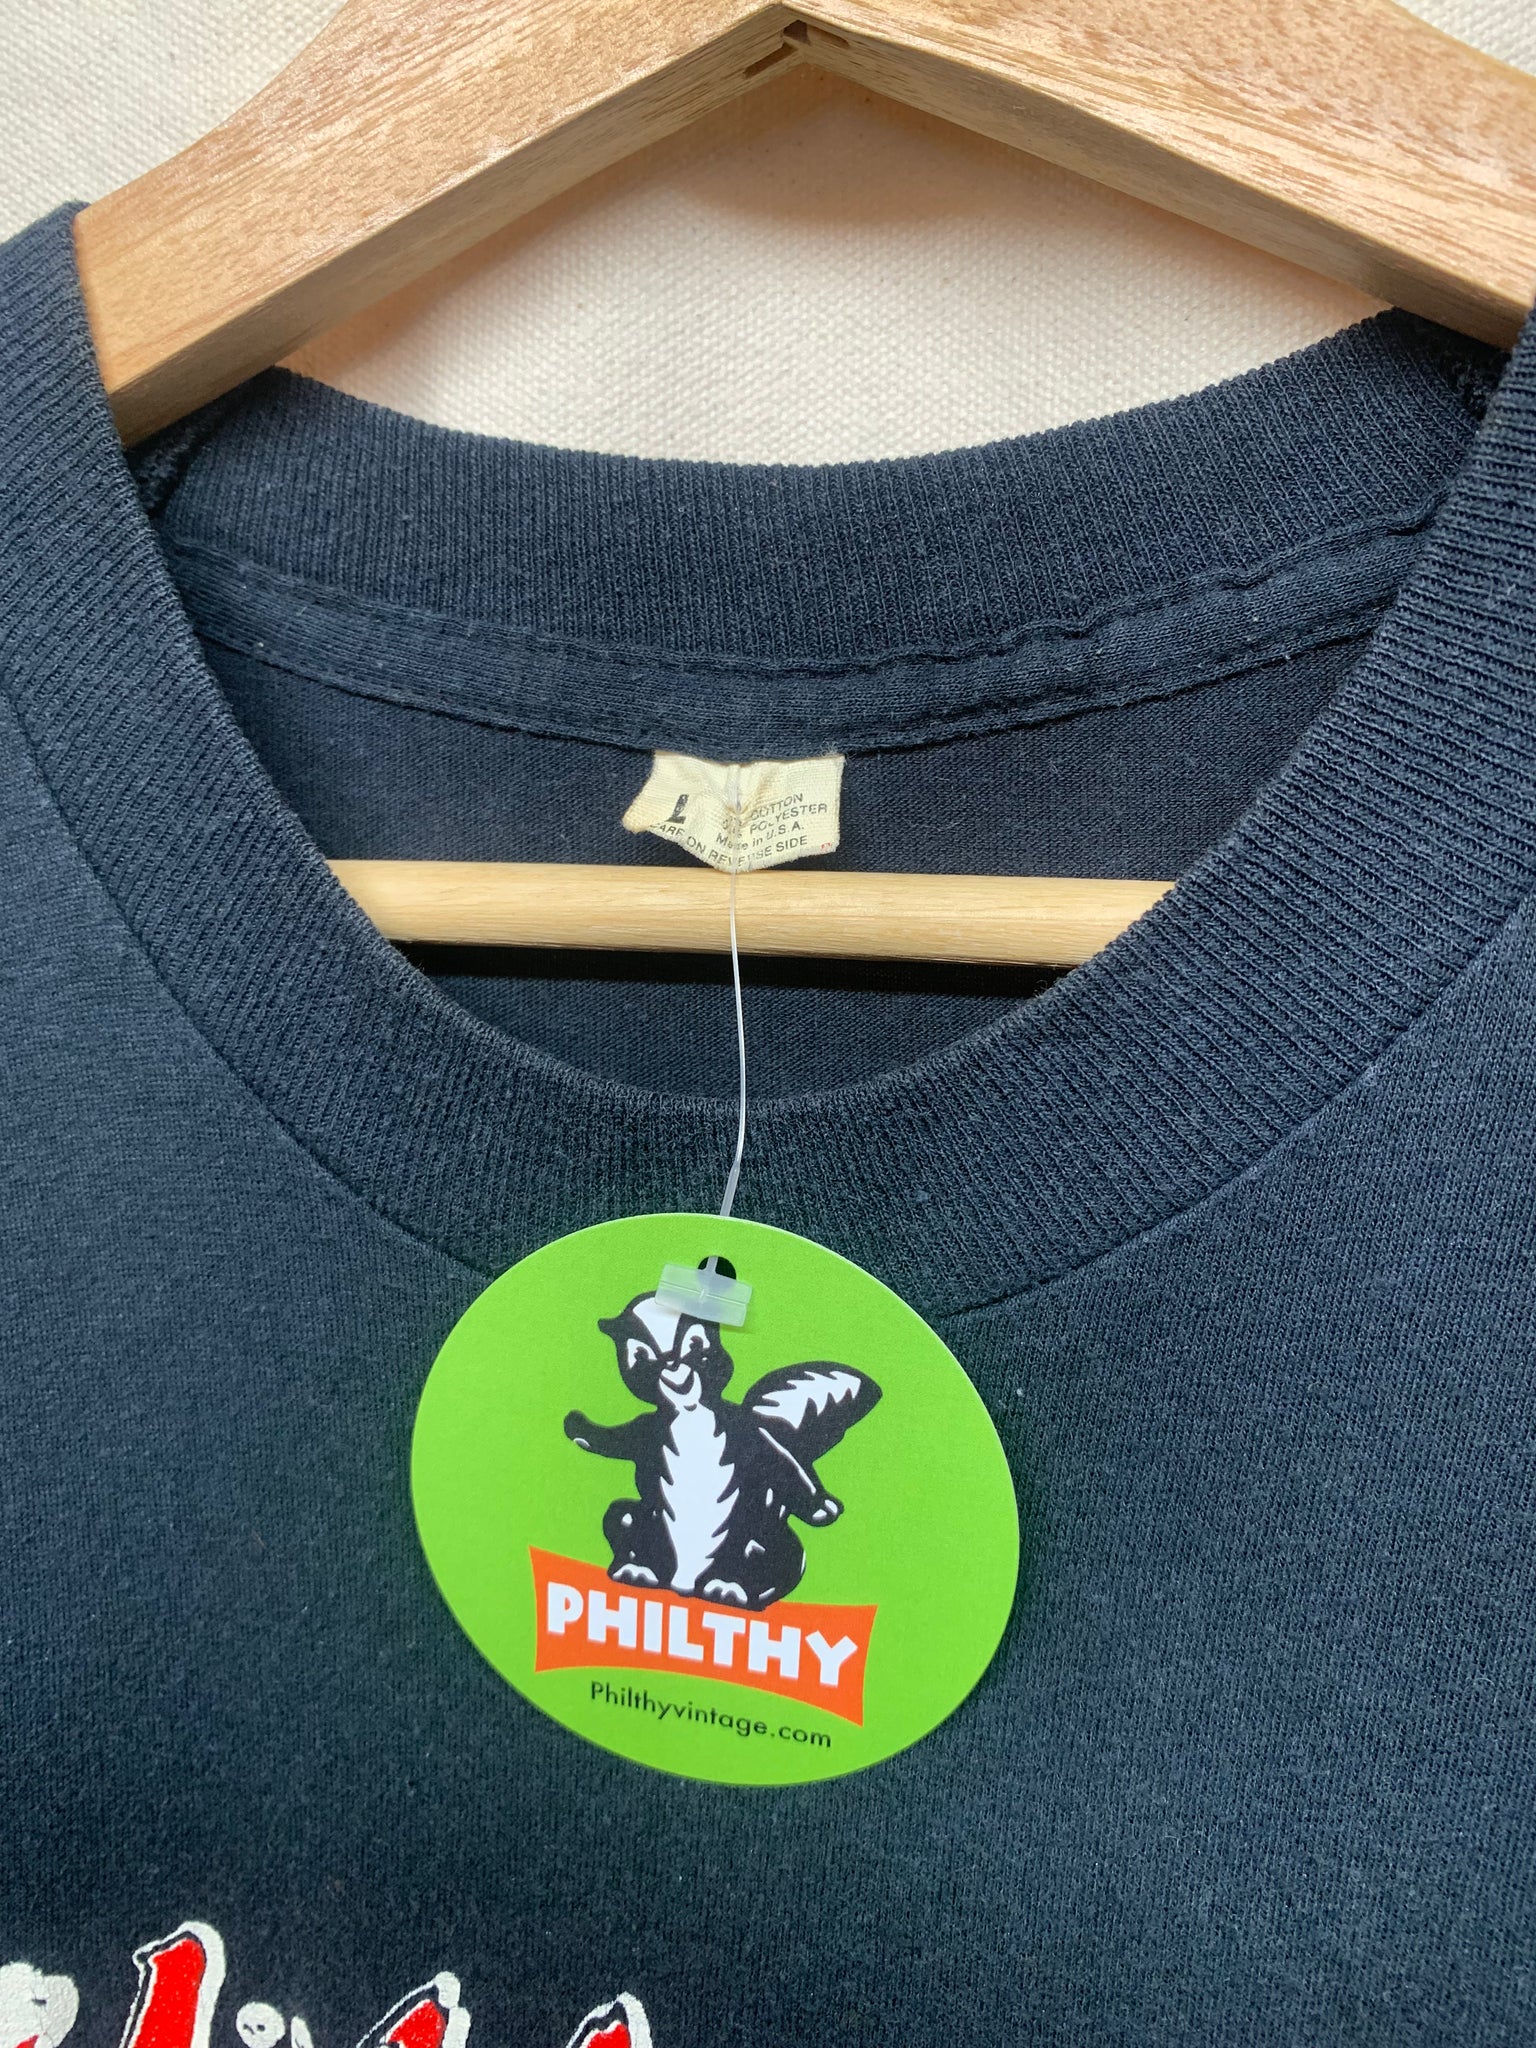 L
COTTON
POLYESTER
Made in U.S.A.
CARE ON REVERSE SIDE
PHILTHY
Philthyvintage.com